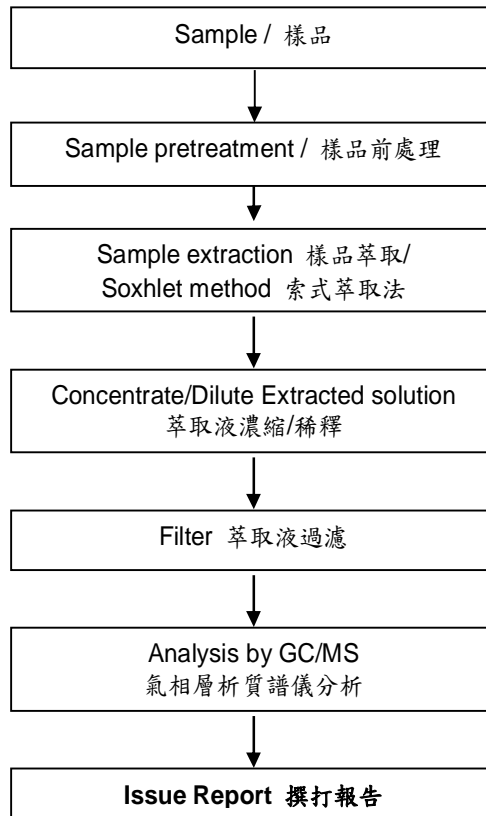 Sample / 樣品
Sample pretreatment / 樣品前處理
Sample extraction 樣品萃取/
Soxhlet method 索式萃取法
Concentrate/Dilute Extracted solution
萃取液濃縮/稀釋
Filter 萃取液過濾
Analysis by GC/MS
氣相層析質譜儀分析
Issue Report 撰打報告